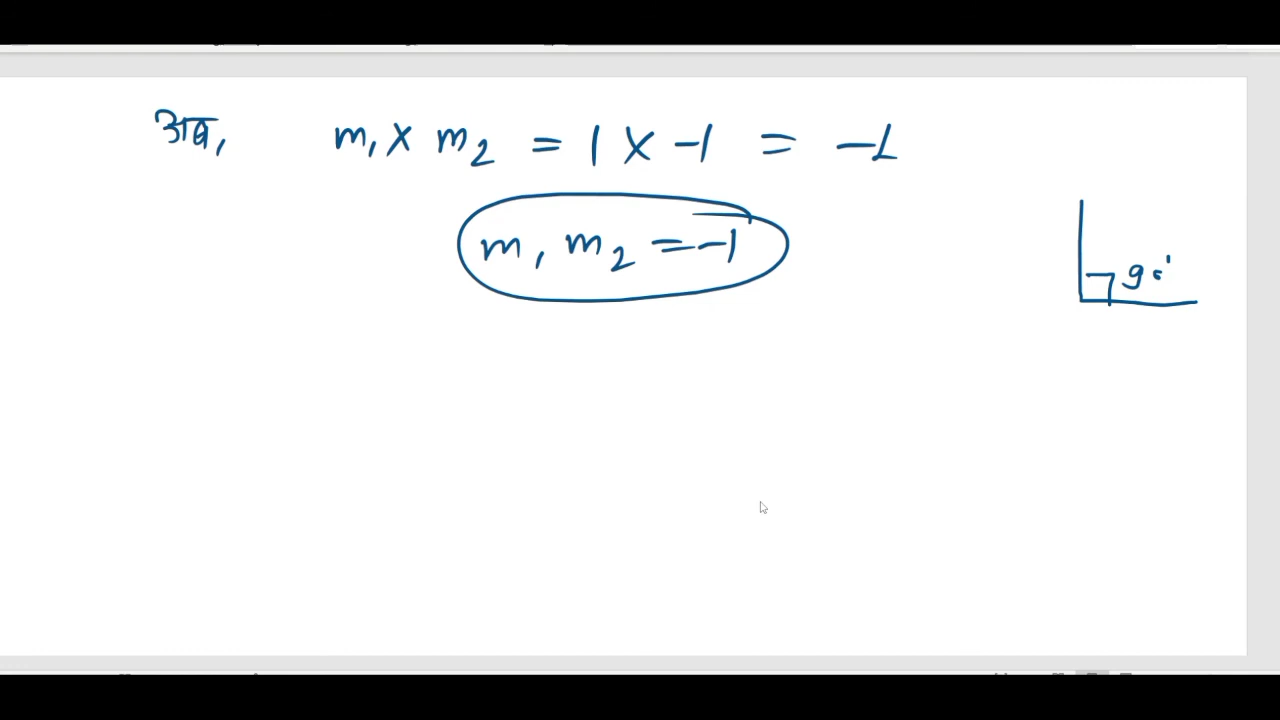 अब, m₁ x m₂ = 1 x -1 = -1
m₁ m₂ = -1
90°